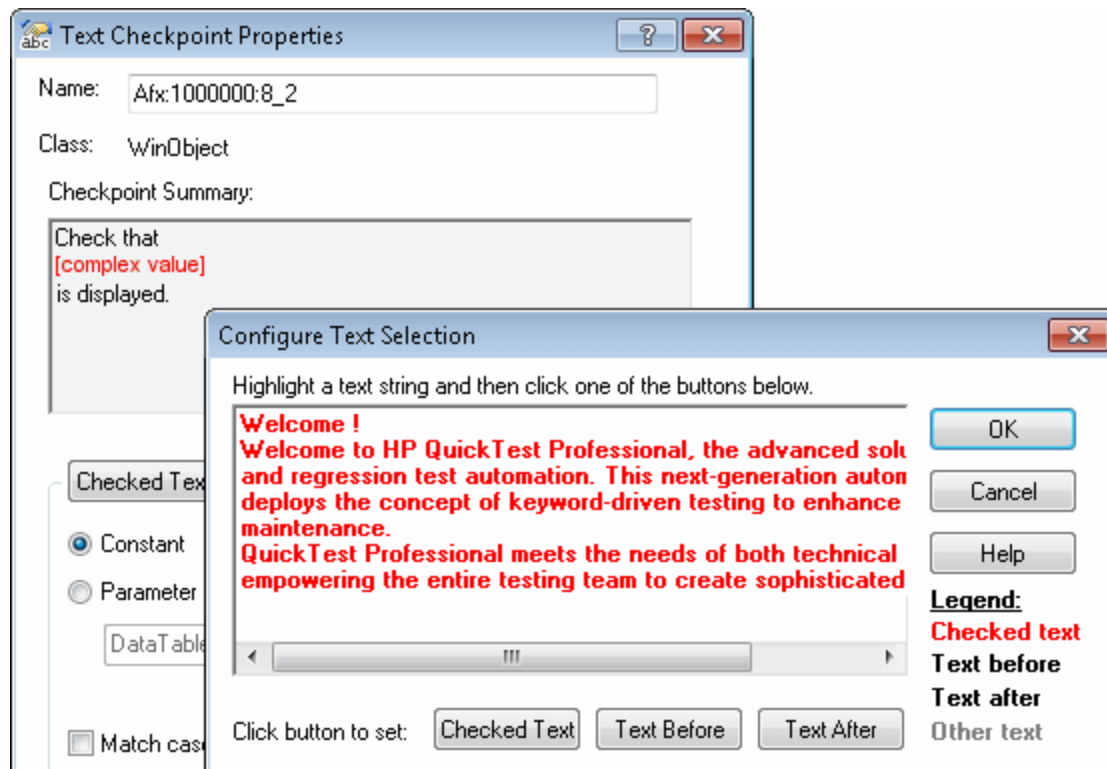 Text Checkpoint Properties
Name: Afx:1000000:8_2
Class: WinObject
Checkpoint Summary:
Check that
[complex value]
is displayed.
Checked Tex
Constant
Parameter
DataTable
Match case
Configure Text Selection
Highlight a text string and then click one of the buttons below.
Welcome !
Welcome to HP QuickTest Professional, the advanced solu
and regression test automation. This next-generation autom
deploys the concept of keyword-driven testing to enhance
maintenance.
QuickTest Professional meets the needs of both technical
empowering the entire testing team to create sophisticated
OK
Cancel
Help
Legend:
Checked text
Text before
Text after
Other text
Click button to set: Checked Text Text Before Text After